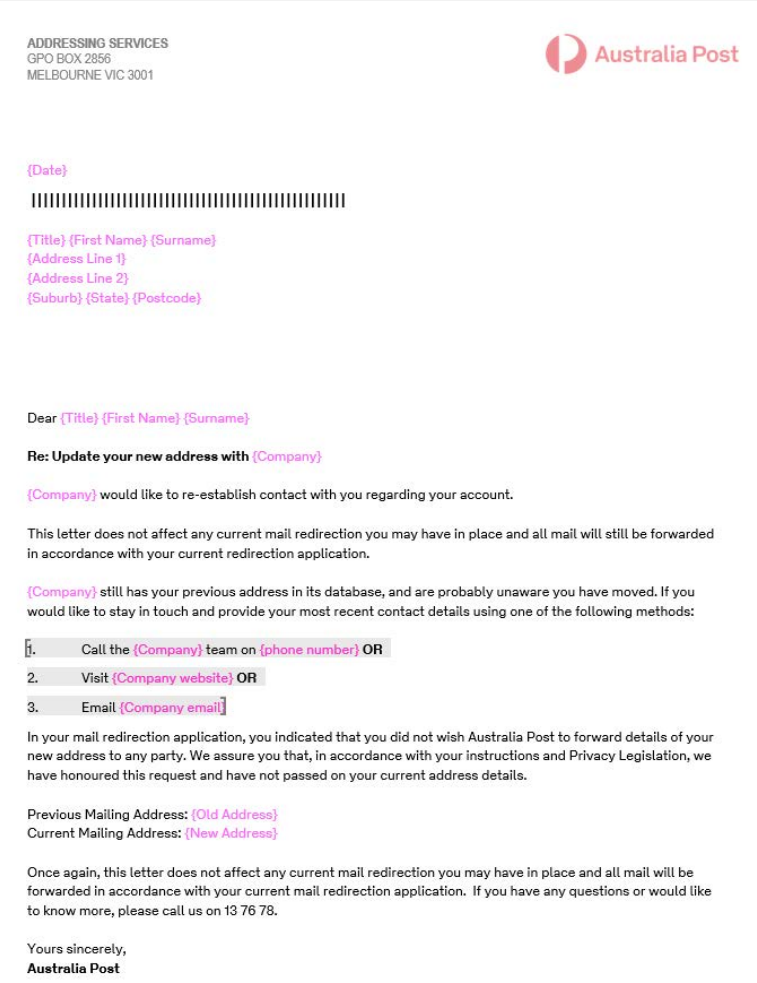 ADDRESSING SERVICES
GPO BOX 2856
MELBOURNE VIC 3001
Australia Post
{Date}
{Title} {First Name} {Surname}
{Address Line 1}
{Address Line 2}
{Suburb} {State} {Postcode}
Dear {Title} {First Name} {Surname}
Re: Update your new address with {Company}
{Company} would like to re-establish contact with you regarding your account.
This letter does not affect any current mail redirection you may have in place and all mail will still be forwarded
in accordance with your current redirection application.
{Company} still has your previous address in its database, and are probably unaware you have moved. If you
would like to stay in touch and provide your most recent contact details using one of the following methods:
1. Call the {Company} team on {phone number} OR
2. Visit {Company website} OR
3. Email {Company email}
In your mail redirection application, you indicated that you did not wish Australia Post to forward details of your
new address to any party. We assure you that, in accordance with your instructions and Privacy Legislation, we
have honoured this request and have not passed on your current address details.
Previous Mailing Address: {Old Address}
Current Mailing Address: {New Address}
Once again, this letter does not affect any current mail redirection you may have in place and all mail will be
forwarded in accordance with your current mail redirection application. If you have any questions or would like
to know more, please call us on 13 76 78.
Yours sincerely,
Australia Post